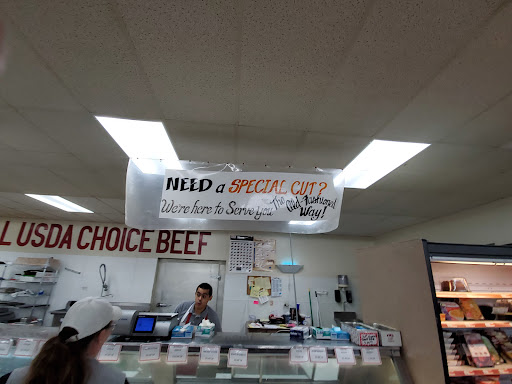 NEED a SPECIAL CUT?
We're here to Serve you The Old-Fashioned Way!
L USDA CHOICE BEEF